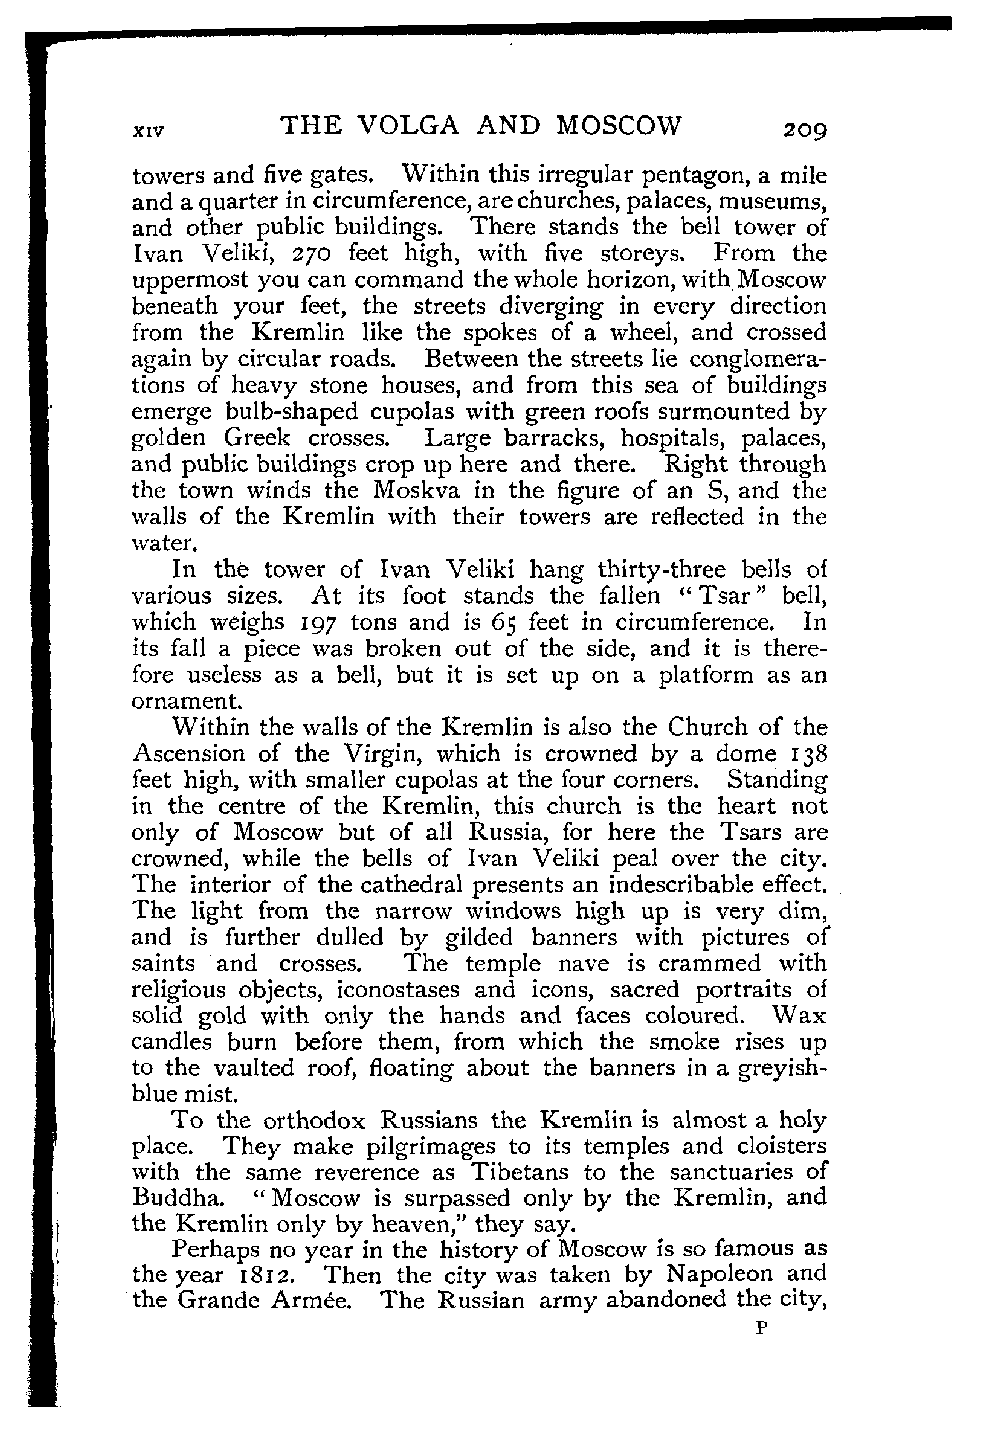 XIV THE VOLGA AND MOSCOW 209
towers and five gates. Within this irregular pentagon, a mile
and a quarter in circumference, are churches, palaces, museums,
and other public buildings. There stands the bell tower of
Ivan Veliki, 270 feet high, with five storeys. From the
uppermost you can command the whole horizon, with Moscow
beneath your feet, the streets diverging in every direction
from the Kremlin like the spokes of a wheel, and crossed
again by circular roads. Between the streets lie conglomera-
tions of heavy stone houses, and from this sea of buildings
emerge bulb-shaped cupolas with green roofs surmounted by
golden Greek crosses. Large barracks, hospitals, palaces,
and public buildings crop up here and there. Right through
the town winds the Moskva in the figure of an S, and the
walls of the Kremlin with their towers are reflected in the
water.
In the tower of Ivan Veliki hang thirty-three bells of
various sizes. At its foot stands the fallen "Tsar" bell,
which weighs 197 tons and is 65 feet in circumference. In
its fall a piece was broken out of the side, and it is there-
fore useless as a bell, but it is set up on a platform as an
ornament.
Within the walls of the Kremlin is also the Church of the
Ascension of the Virgin, which is crowned by a dome 138
feet high, with smaller cupolas at the four corners. Standing
in the centre of the Kremlin, this church is the heart not
only of Moscow but of all Russia, for here the Tsars are
crowned, while the bells of Ivan Veliki peal over the city.
The interior of the cathedral presents an indescribable effect.
The light from the narrow windows high up is very dim,
and is further dulled by gilded banners with pictures of
saints and crosses. The temple nave is crammed with
religious objects, iconostases and icons, sacred portraits of
solid gold with only the hands and faces coloured. Wax
candles burn before them, from which the smoke rises up
to the vaulted roof, floating about the banners in a greyish-
blue mist.
To the orthodox Russians the Kremlin is almost a holy
place. They make pilgrimages to its temples and cloisters
with the same reverence as Tibetans to the sanctuaries of
Buddha. "Moscow is surpassed only by the Kremlin, and
the Kremlin only by heaven," they say.
Perhaps no year in the history of Moscow is so famous as
the year 1812. Then the city was taken by Napoleon and
the Grande Armée. The Russian army abandoned the city,
P